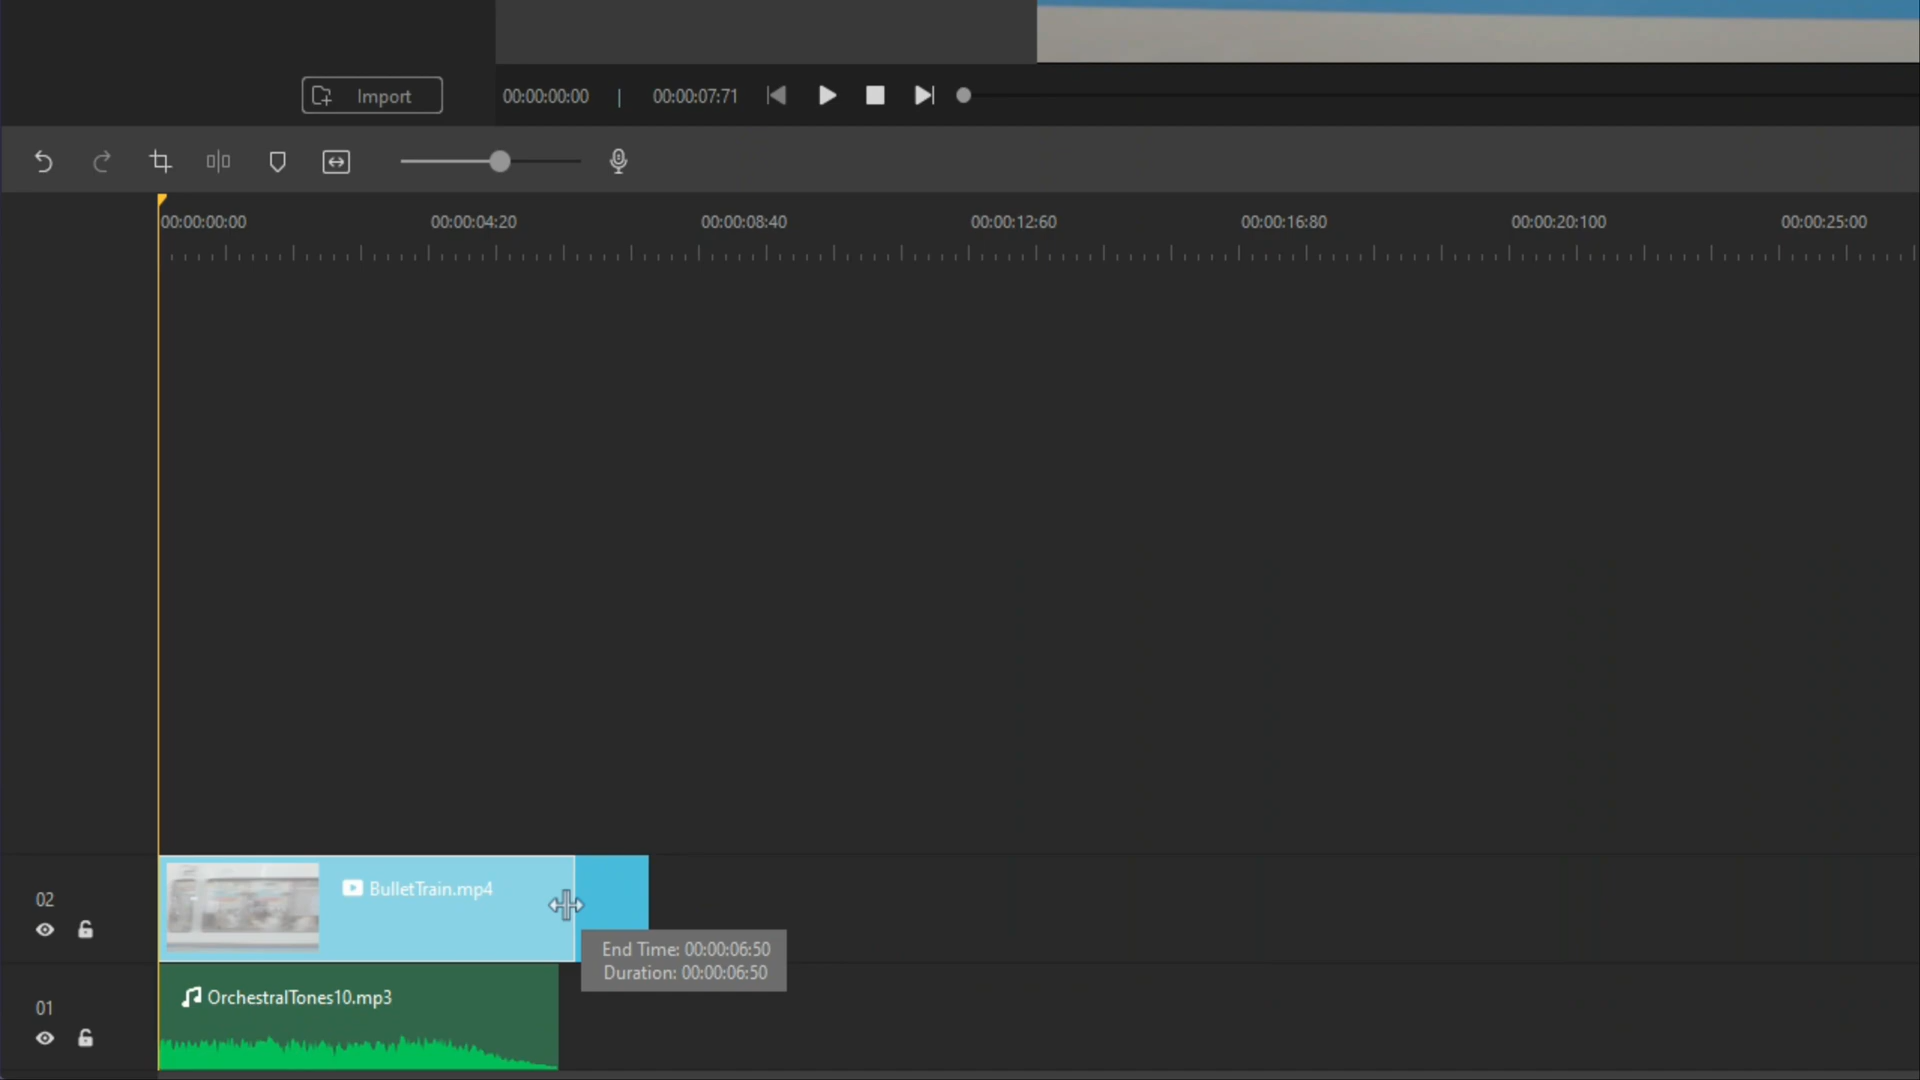 Import
00:00:00:00 | 00:00:07:71
00:00:00:00 00:00:04:20 00:00:08:40 00:00:12:60 00:00:16:80 00:00:20:100 00:00:25:00
02
BulletTrain.mp4
End Time: 00:00:06:50
Duration: 00:00:06:50
01
OrchestralTones10.mp3